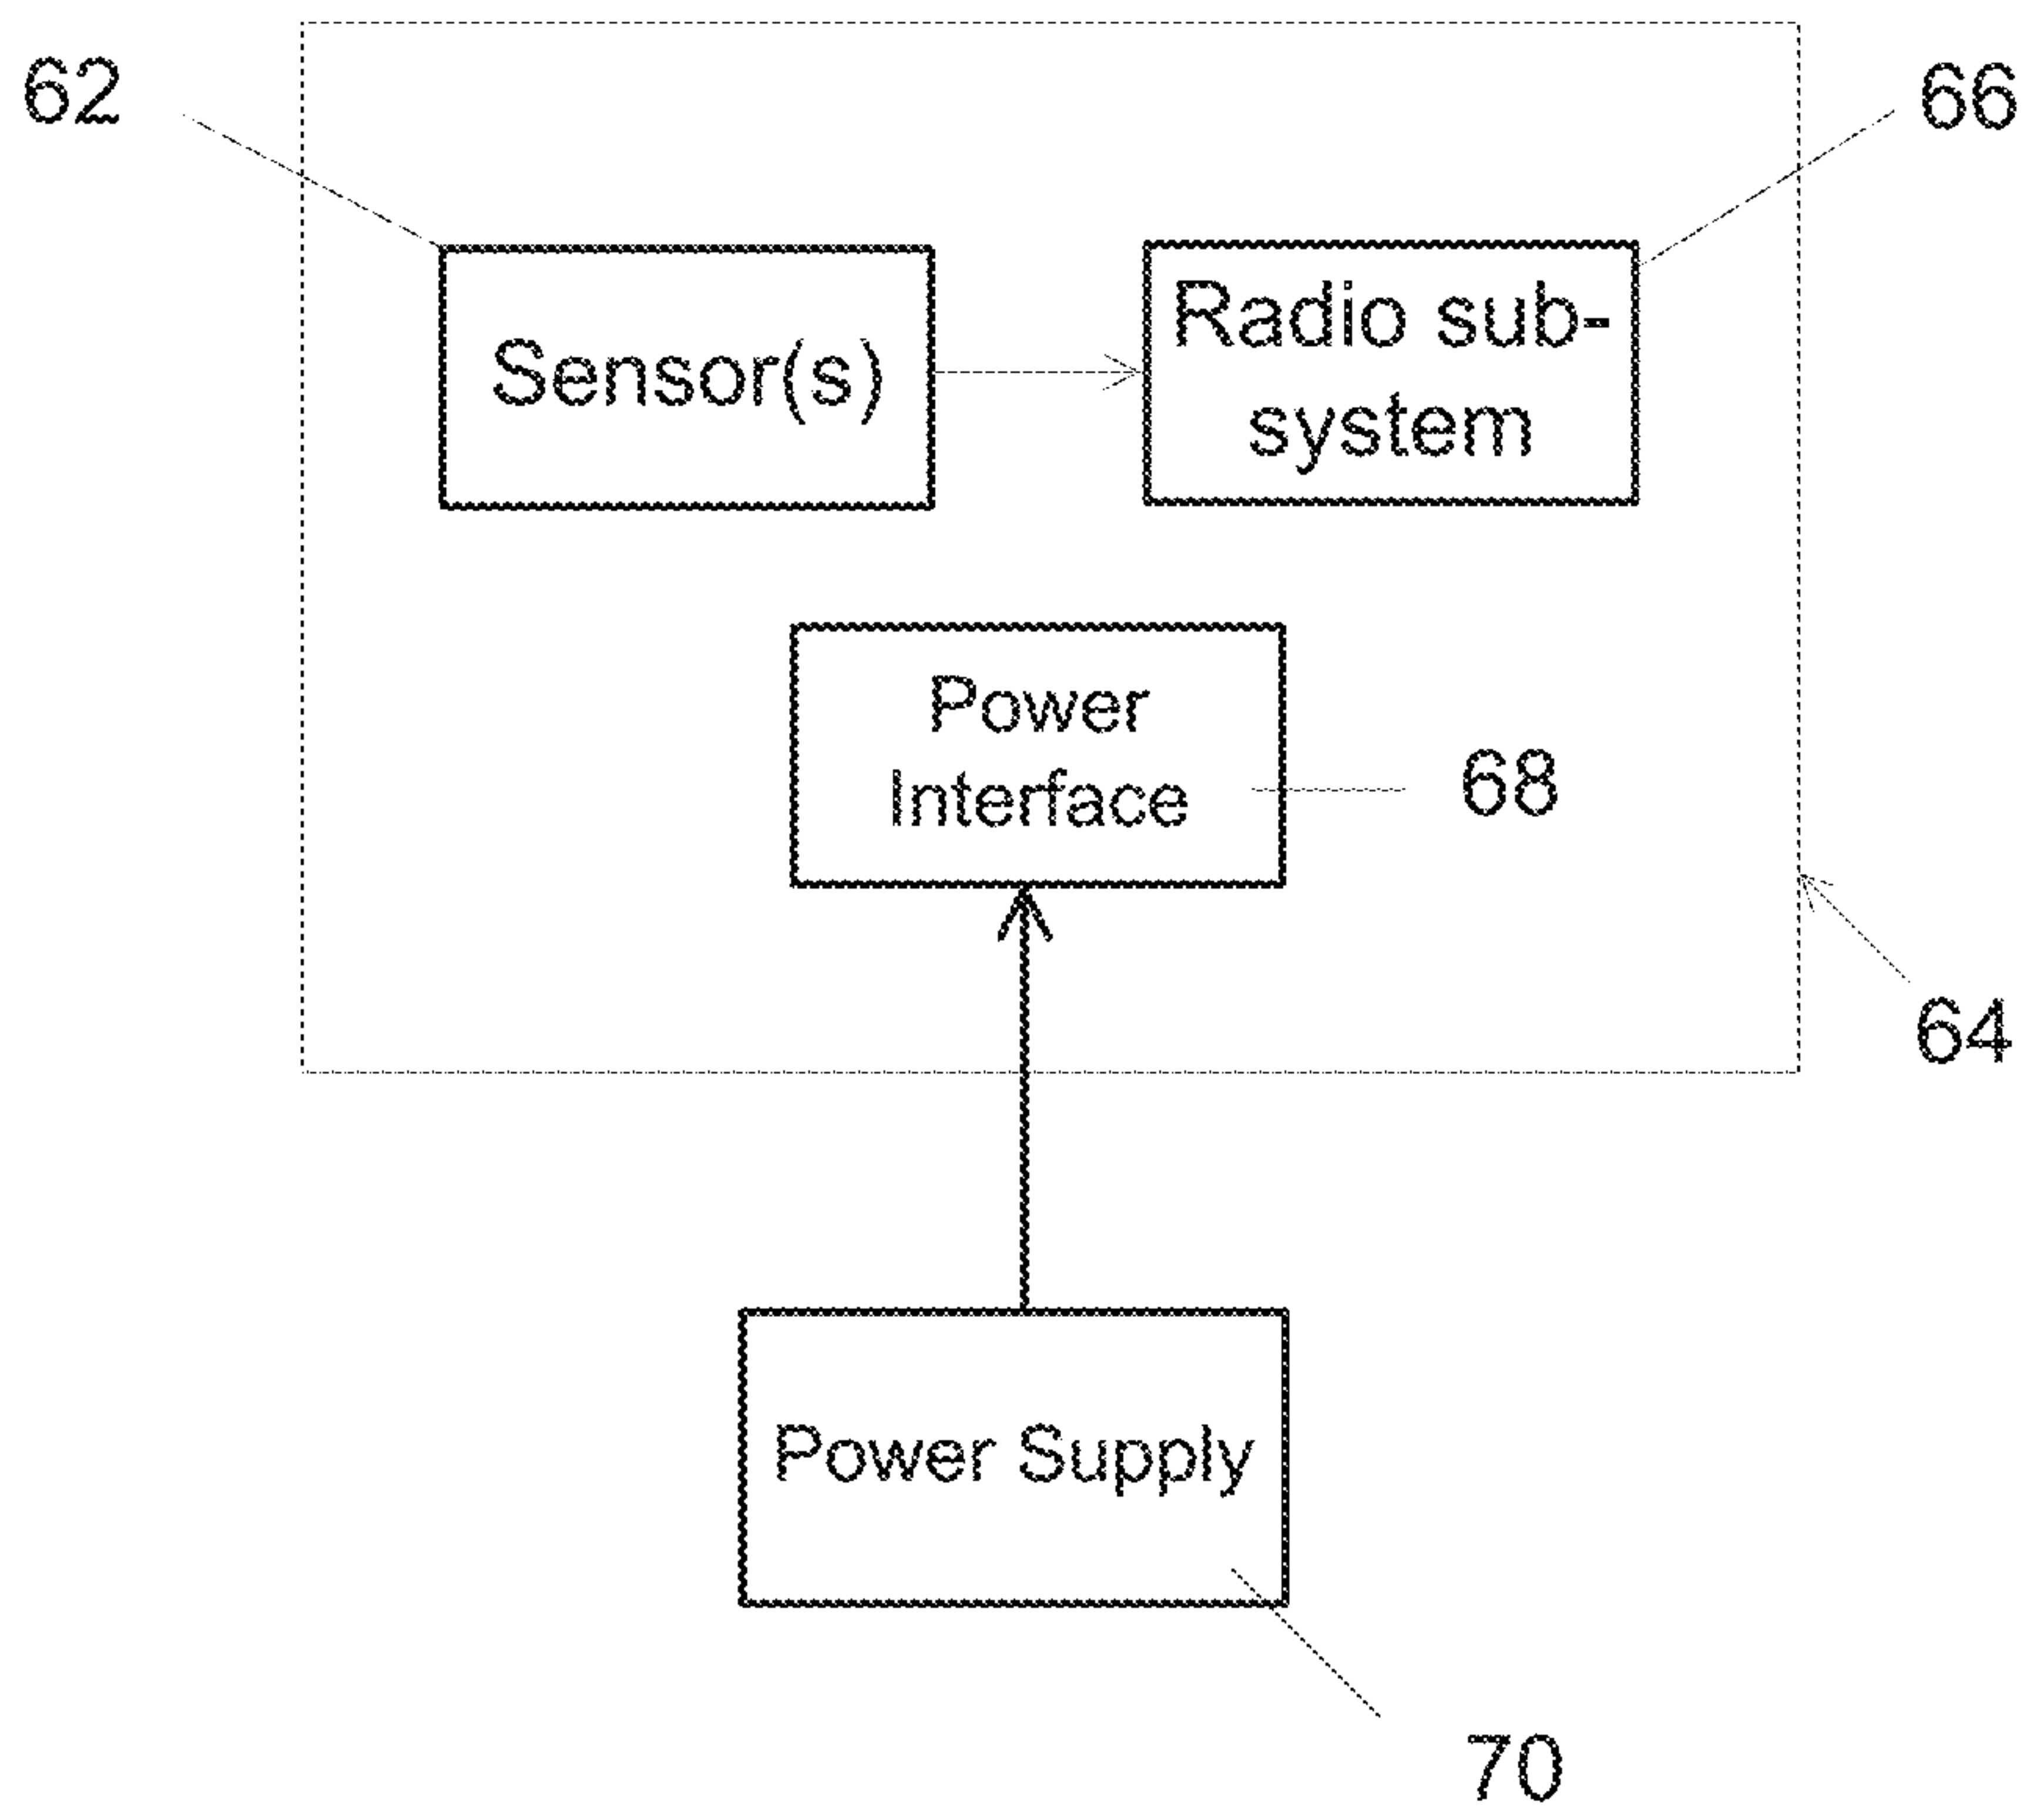 62
66
Sensor(s)
Radio sub-
system
Power
Interface
68
64
Power Supply
70